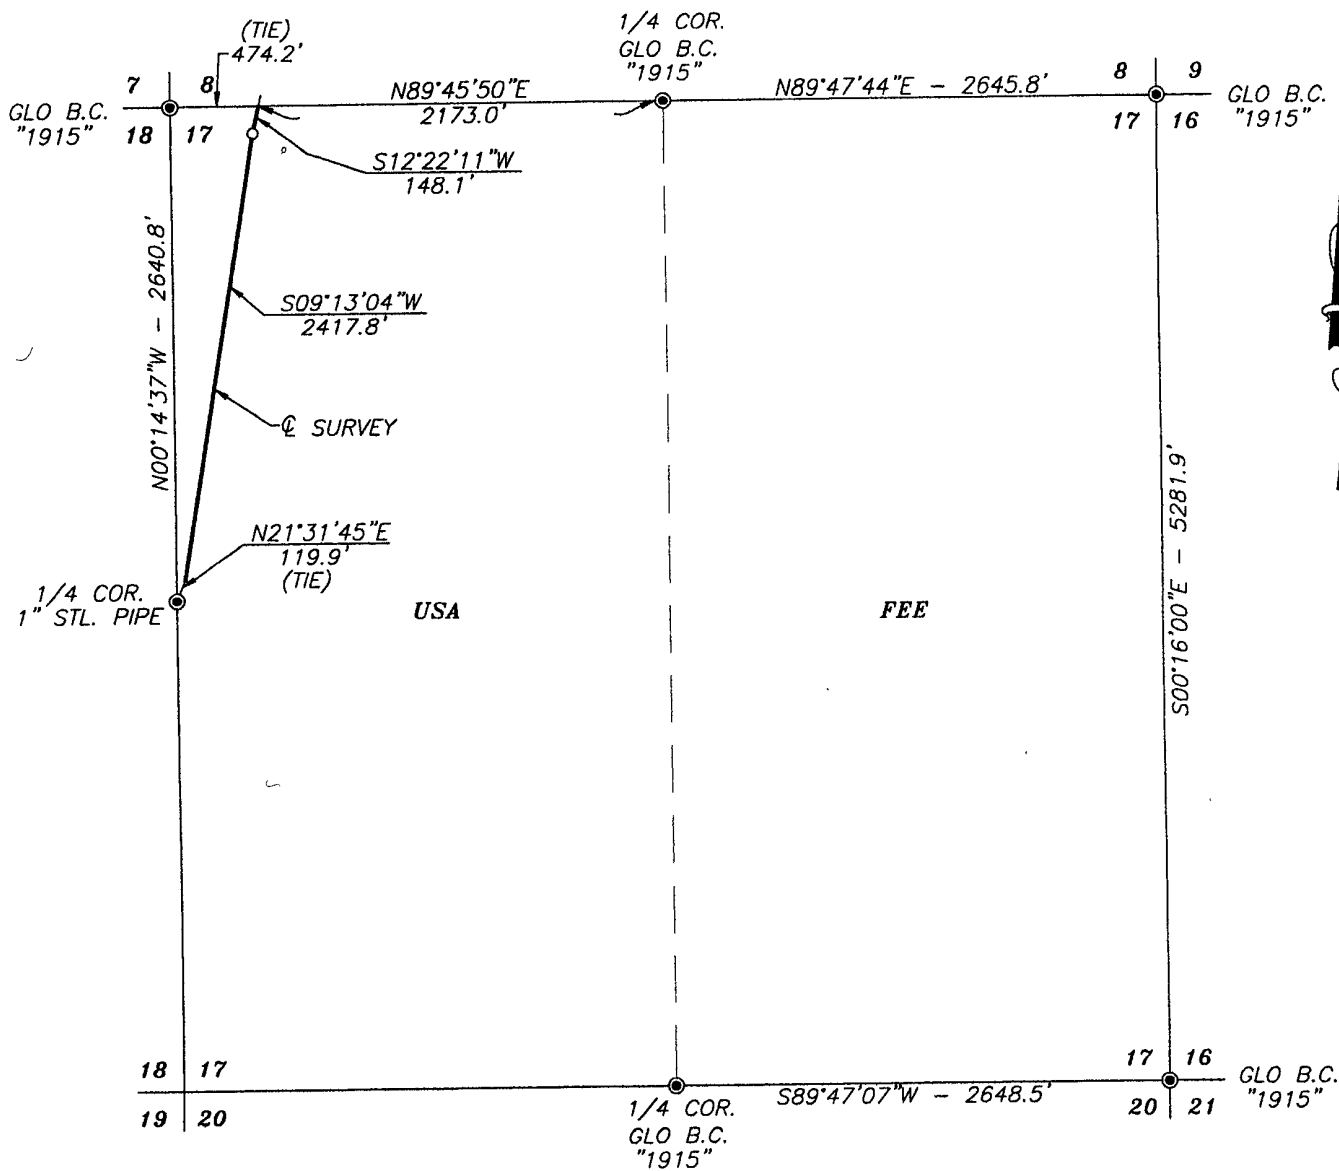 (TIE)
474.2'
1/4 COR.
GLO B.C.
"1915"
7
8
N89°45'50"E
2173.0'
N89°47'44"E - 2645.8'
8
9
GLO B.C.
"1915"
18
17
17
16
GLO B.C.
"1915"
S12°22'11"W
148.1'
N00°14'37"W - 2640.8'
S09°13'04"W
2417.8'
℄ SURVEY
S00°16'00"E - 5281.9'
N21°31'45"E
119.9'
(TIE)
1/4 COR.
1" STL. PIPE
USA
FEE
18
17
17
16
GLO B.C.
"1915"
19
20
1/4 COR.
GLO B.C.
"1915"
S89°47'07"W - 2648.5'
20
21